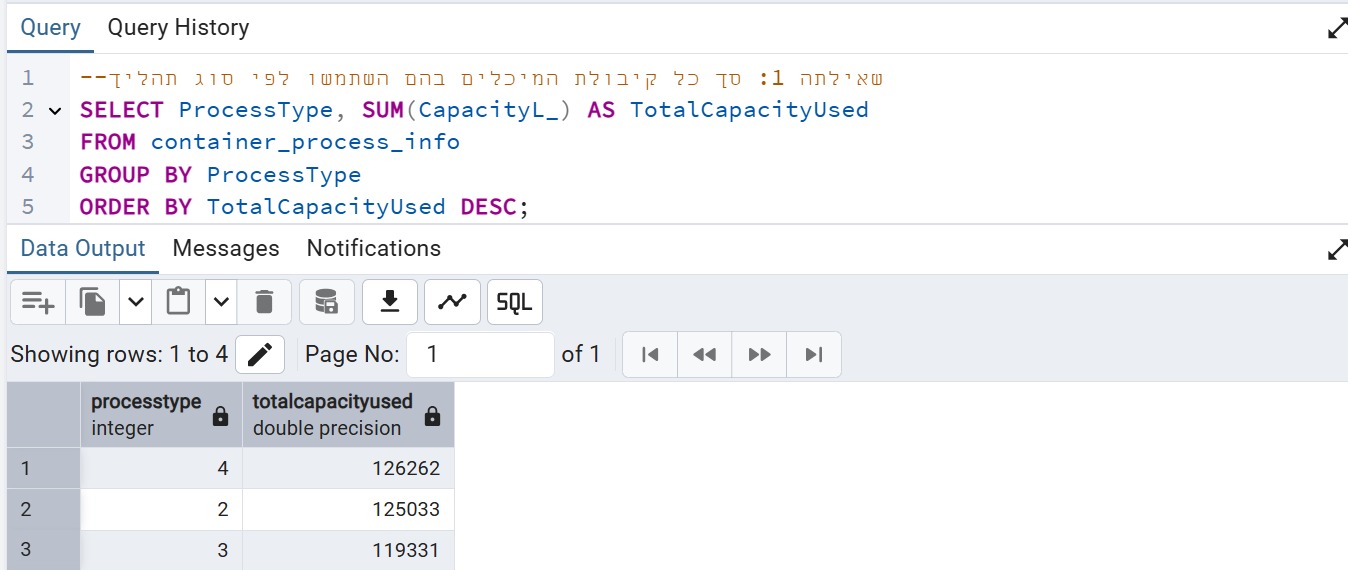 Query Query History
1 --שאילתה 1: סך כל קיבולת המיכלים בהם השתמשו לפי סוג תהליך
2 SELECT ProcessType, SUM(CapacityL_) AS TotalCapacityUsed
3 FROM container_process_info
4 GROUP BY ProcessType
5 ORDER BY TotalCapacityUsed DESC;
Data Output Messages Notifications
SQL
Showing rows: 1 to 4 Page No: 1 of 1
processtype totalcapacityused
integer double precision
1 4 126262
2 2 125033
3 3 119331